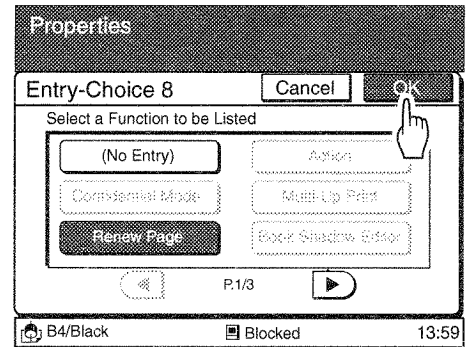 Properties
Entry-Choice 8 Cancel OK
Select a Function to be Listed
(No Entry) Action
Confidential Mode Multi-Up Print
Renew Page Book Shadow Editor
P.1/3
B4/Black Blocked 13:59